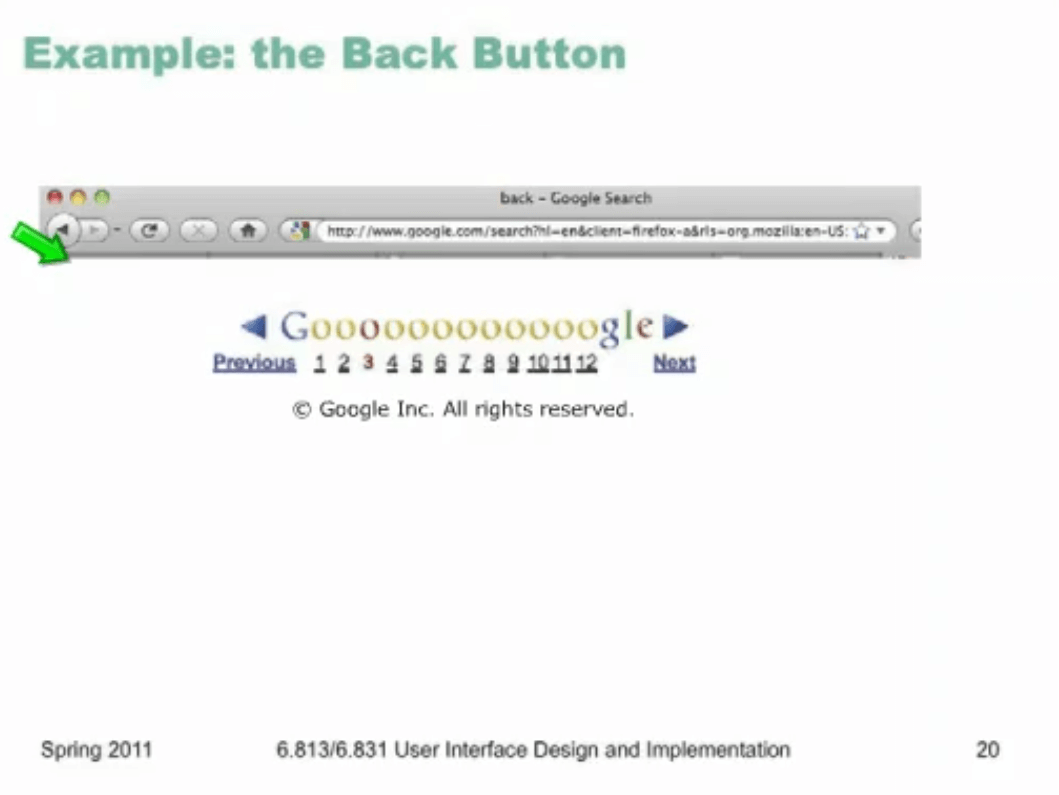 Example: the Back Button
back - Google Search
http://www.google.com/search?hl=en&client=firefox-a&rls=org.mozilla:en-US:
Goooooooooooogle
Previous 1 2 3 4 5 6 7 8 9 10 11 12 Next
© Google Inc. All rights reserved.
Spring 2011 6.813/6.831 User Interface Design and Implementation 20